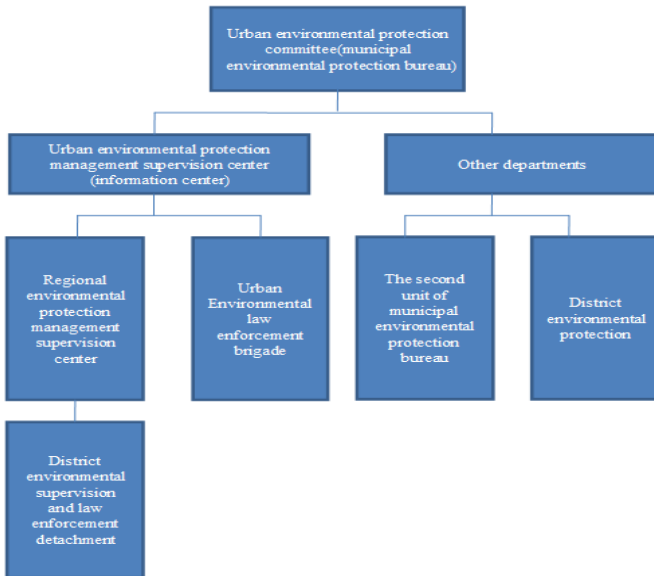 Urban environmental protection
committee(municipal
environmental protection bureau)
Urban environmental protection
management supervision center
(information center)
Other departments
Regional
environmental
protection
management
supervision
center
Urban
Environmental
law
enforcement
brigade
The second
unit of
municipal
environmental
protection
bureau
District
environmental
protection
District
environmental
supervision
and law
enforcement
detachment